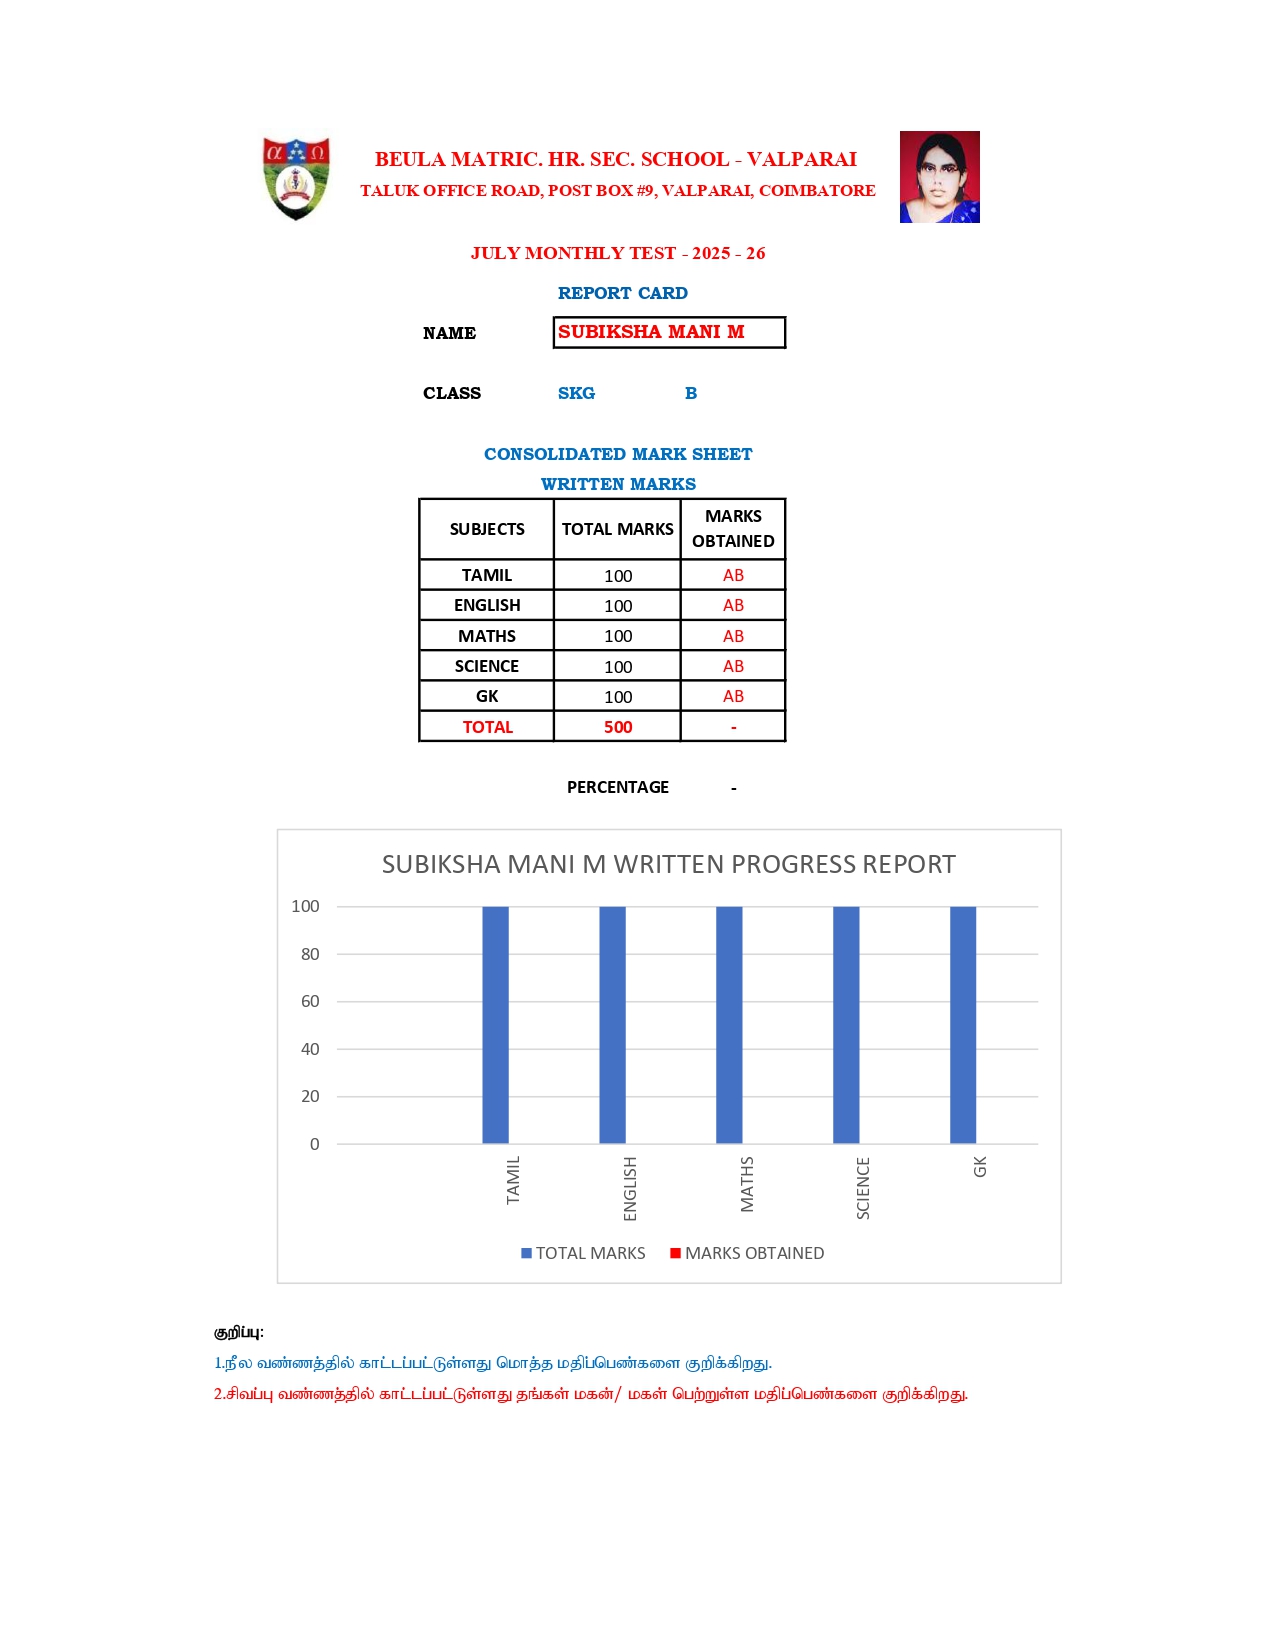 α Ω
BEULA MATRIC. HR. SEC. SCHOOL - VALPARAI
TALUK OFFICE ROAD, POST BOX #9, VALPARAI, COIMBATORE
JULY MONTHLY TEST - 2025 - 26
REPORT CARD
NAME SUBIKSHA MANI M
CLASS SKG B
CONSOLIDATED MARK SHEET
WRITTEN MARKS
SUBJECTS TOTAL MARKS MARKS OBTAINED
TAMIL 100 AB
ENGLISH 100 AB
MATHS 100 AB
SCIENCE 100 AB
GK 100 AB
TOTAL 500 -
PERCENTAGE -
SUBIKSHA MANI M WRITTEN PROGRESS REPORT
100
80
60
40
20
0
TAMIL ENGLISH MATHS SCIENCE GK
TOTAL MARKS MARKS OBTAINED
குறிப்பு:
1.நீல வண்ணத்தில் காட்டப்பட்டுள்ளது மொத்த மதிப்பெண்களை குறிக்கிறது.
2.சிவப்பு வண்ணத்தில் காட்டப்பட்டுள்ளது தங்கள் மகன்/ மகள் பெற்றுள்ள மதிப்பெண்களை குறிக்கிறது.